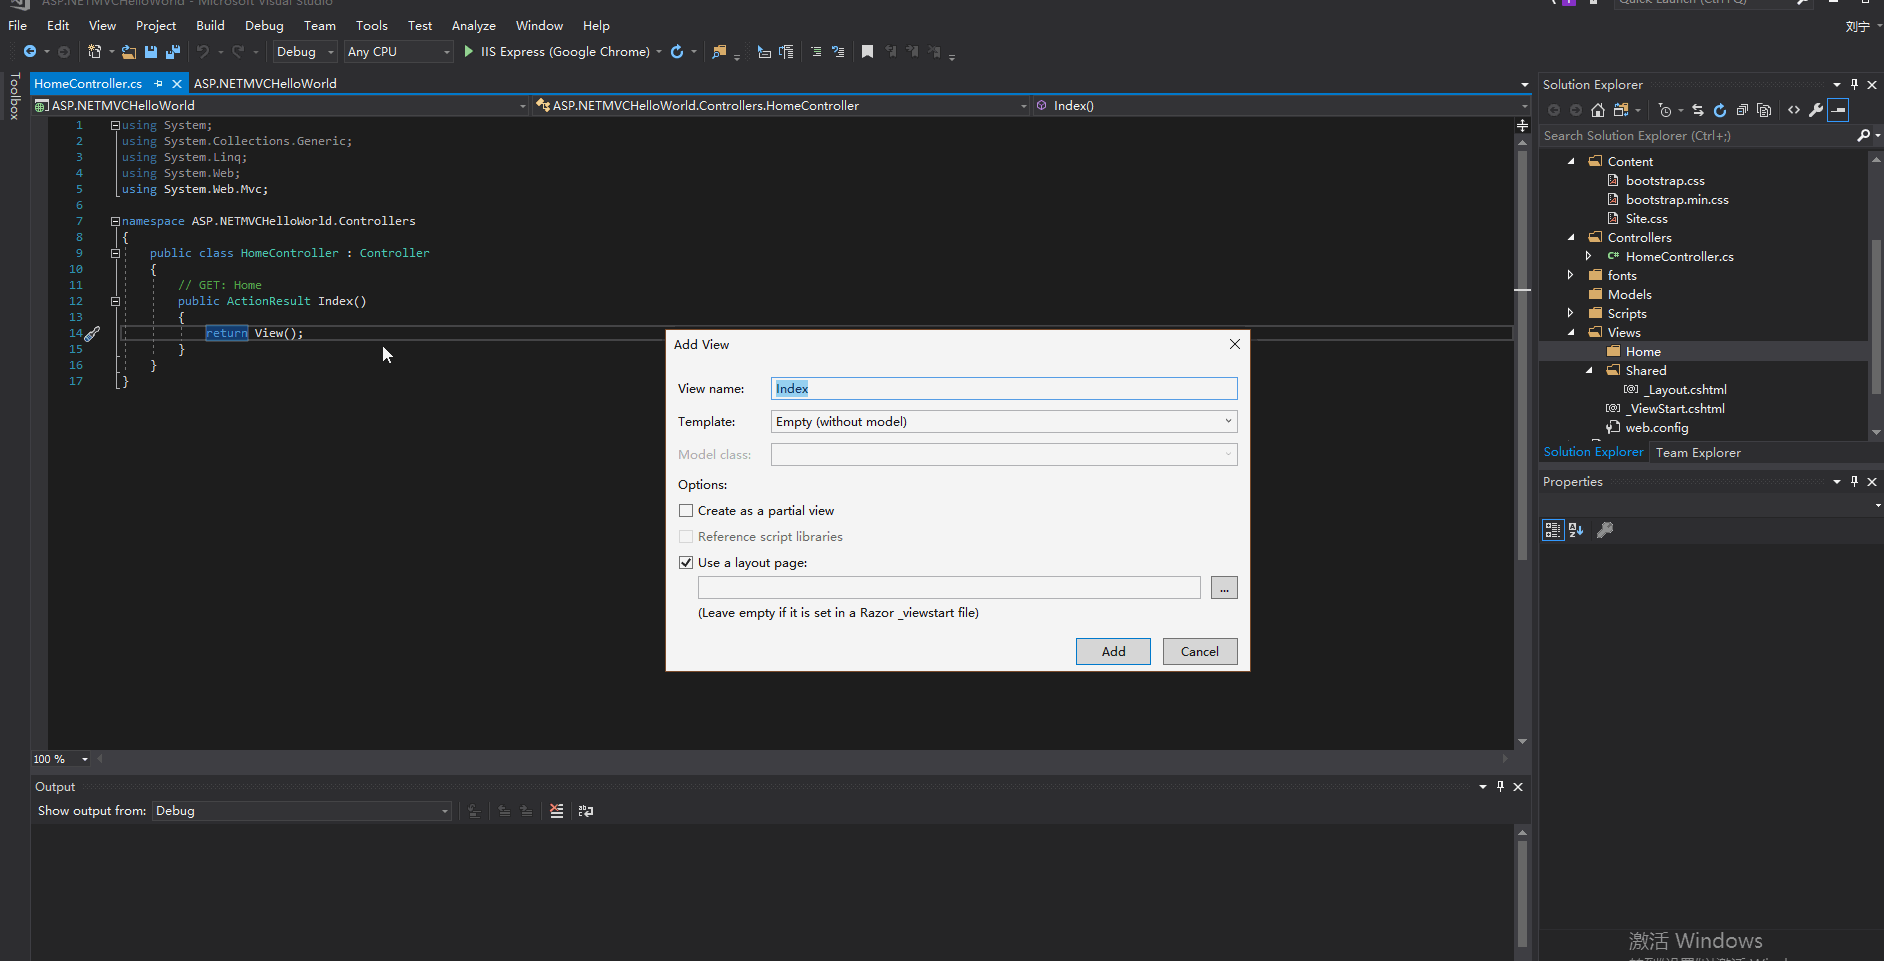 ASP.NETMVCHelloWorld - Microsoft Visual Studio
Quick Launch (Ctrl+Q)
File Edit View Project Build Debug Team Tools Test Analyze Window Help
刘宁
Debug Any CPU IIS Express (Google Chrome)
Toolbox
HomeController.cs ASP.NETMVCHelloWorld
ASP.NETMVCHelloWorld ASP.NETMVCHelloWorld.Controllers.HomeController Index()
1 using System;
2 using System.Collections.Generic;
3 using System.Linq;
4 using System.Web;
5 using System.Web.Mvc;
6
7 namespace ASP.NETMVCHelloWorld.Controllers
8 {
9 public class HomeController : Controller
10 {
11 // GET: Home
12 public ActionResult Index()
13 {
14 return View();
15 }
16 }
17 }
Add View
View name: Index
Template: Empty (without model)
Model class:
Options:
Create as a partial view
Reference script libraries
Use a layout page:
...
(Leave empty if it is set in a Razor _viewstart file)
Add Cancel
100 %
Output
Show output from: Debug
Solution Explorer
Search Solution Explorer (Ctrl+;)
Content
bootstrap.css
bootstrap.min.css
Site.css
Controllers
C# HomeController.cs
fonts
Models
Scripts
Views
Home
Shared
_Layout.cshtml
_ViewStart.cshtml
web.config
Solution Explorer Team Explorer
Properties
激活 Windows